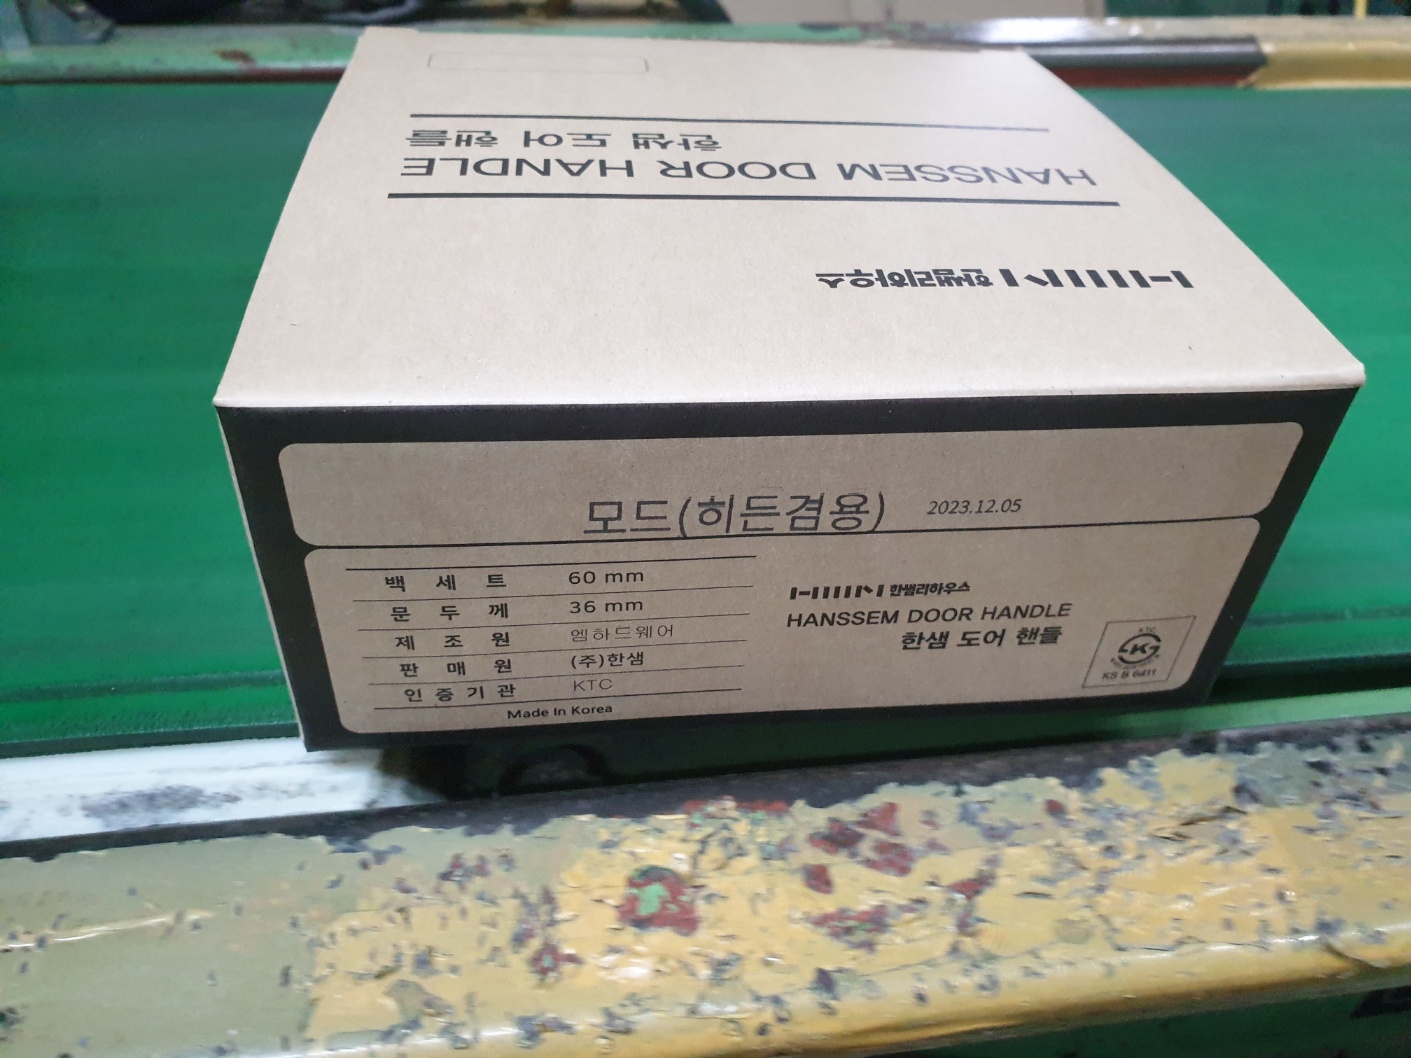 한샘 도어 핸들
HANSSEM DOOR HANDLE
한쌤리하우스
모드(히든겸용) 2023.12.05
백 세 트 60 mm
문 두 께 36 mm
제 조 원 엠하드웨어
판 매 원 (주)한샘
인 증 기 관 KTC
Made In Korea
한쌤리하우스
HANSSEM DOOR HANDLE
한샘 도어 핸들
KTC
KS B 6411